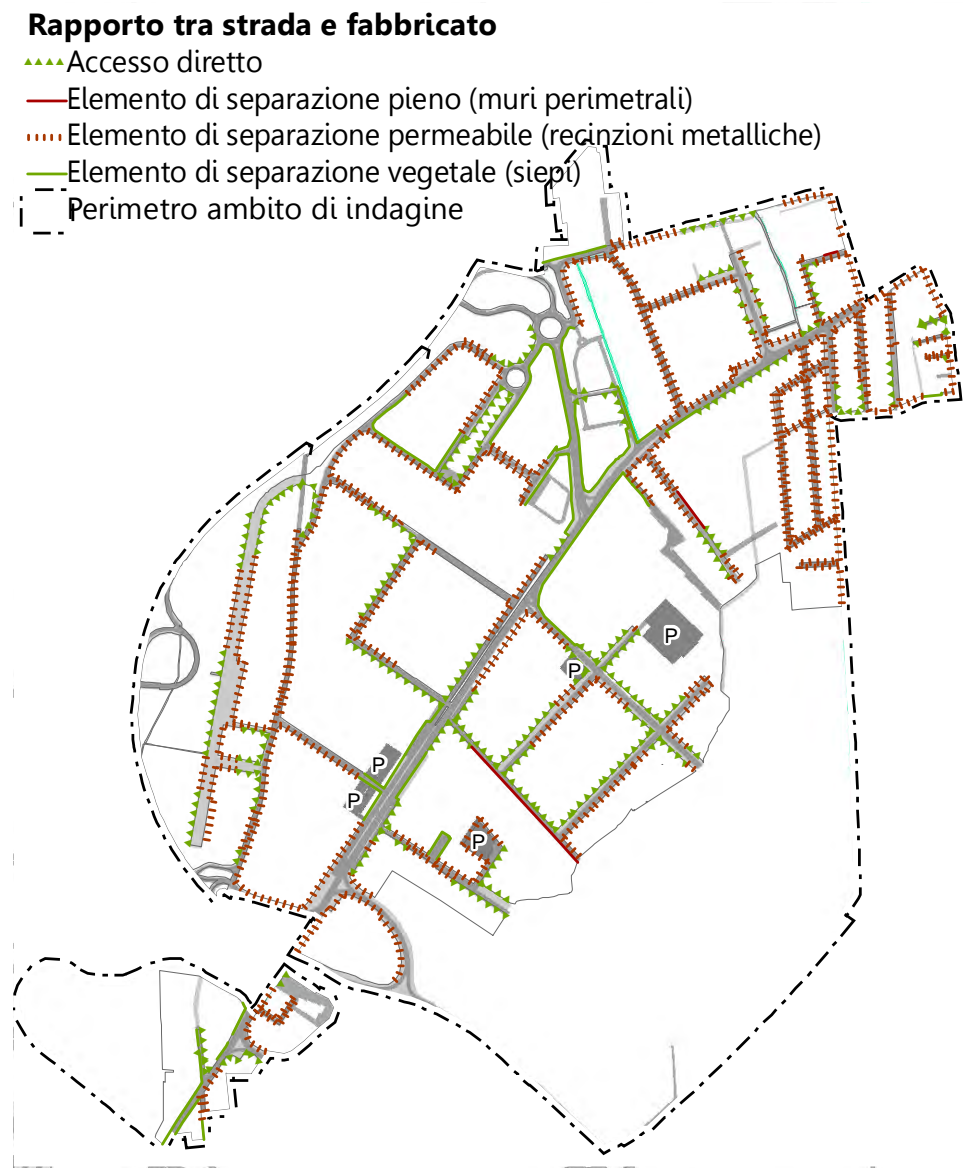 Rapporto tra strada e fabbricato
Accesso diretto
Elemento di separazione pieno (muri perimetrali)
Elemento di separazione permeabile (recinzioni metalliche)
Elemento di separazione vegetale (siepi)
Perimetro ambito di indagine
P
P
P
P
P